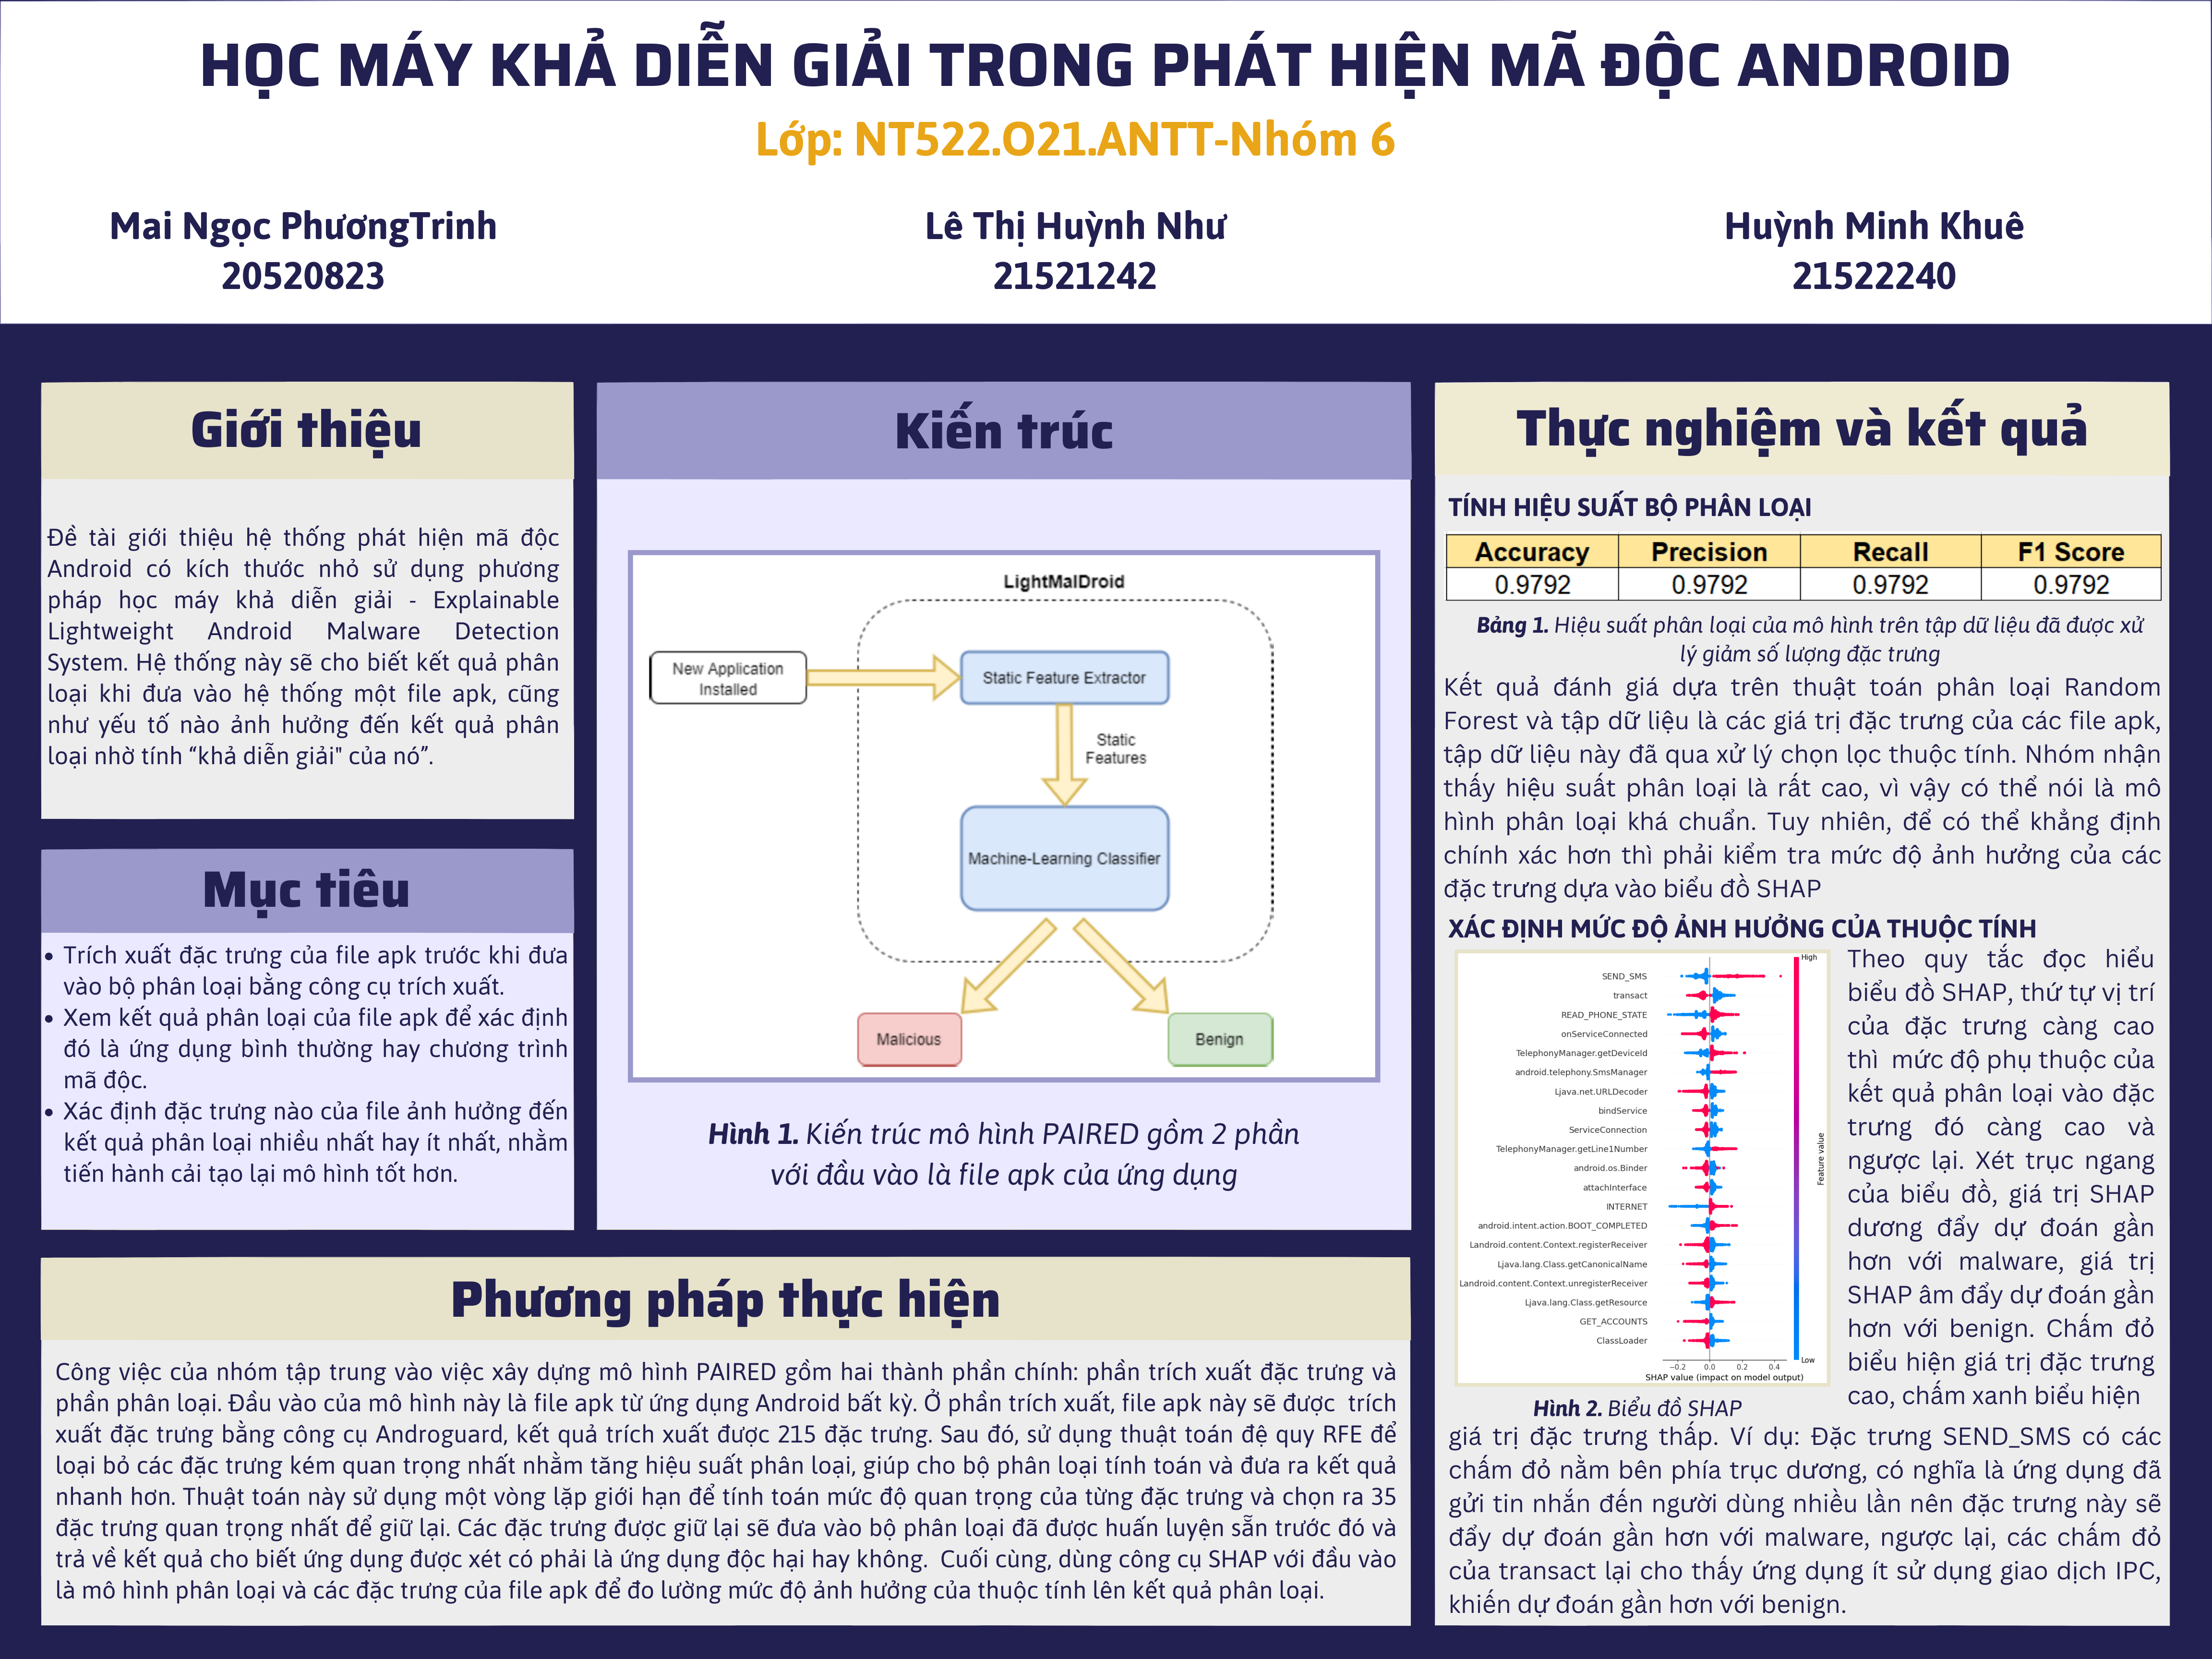 HỌC MÁY KHẢ DIỄN GIẢI TRONG PHÁT HIỆN MÃ ĐỘC ANDROID
Lớp: NT522.O21.ANTT-Nhóm 6
Mai Ngọc PhươngTrinh
20520823
Lê Thị Huỳnh Như
21521242
Huỳnh Minh Khuê
21522240
Giới thiệu
Đề tài giới thiệu hệ thống phát hiện mã độc
Android có kích thước nhỏ sử dụng phương
pháp học máy khả diễn giải - Explainable
Lightweight Android Malware Detection
System. Hệ thống này sẽ cho biết kết quả phân
loại khi đưa vào hệ thống một file apk, cũng
như yếu tố nào ảnh hưởng đến kết quả phân
loại nhờ tính “khả diễn giải" của nó”.
Mục tiêu
• Trích xuất đặc trưng của file apk trước khi đưa
vào bộ phân loại bằng công cụ trích xuất.
• Xem kết quả phân loại của file apk để xác định
đó là ứng dụng bình thường hay chương trình
mã độc.
• Xác định đặc trưng nào của file ảnh hưởng đến
kết quả phân loại nhiều nhất hay ít nhất, nhằm
tiến hành cải tạo lại mô hình tốt hơn.
Kiến trúc
LightMalDroid
New Application
Installed
Static Feature Extractor
Static
Features
Machine-Learning Classifier
Malicious
Benign
Hình 1. Kiến trúc mô hình PAIRED gồm 2 phần
với đầu vào là file apk của ứng dụng
Phương pháp thực hiện
Công việc của nhóm tập trung vào việc xây dựng mô hình PAIRED gồm hai thành phần chính: phần trích xuất đặc trưng và
phần phân loại. Đầu vào của mô hình này là file apk từ ứng dụng Android bất kỳ. Ở phần trích xuất, file apk này sẽ được trích
xuất đặc trưng bằng công cụ Androguard, kết quả trích xuất được 215 đặc trưng. Sau đó, sử dụng thuật toán đệ quy RFE để
loại bỏ các đặc trưng kém quan trọng nhất nhằm tăng hiệu suất phân loại, giúp cho bộ phân loại tính toán và đưa ra kết quả
nhanh hơn. Thuật toán này sử dụng một vòng lặp giới hạn để tính toán mức độ quan trọng của từng đặc trưng và chọn ra 35
đặc trưng quan trọng nhất để giữ lại. Các đặc trưng được giữ lại sẽ đưa vào bộ phân loại đã được huấn luyện sẵn trước đó và
trả về kết quả cho biết ứng dụng được xét có phải là ứng dụng độc hại hay không. Cuối cùng, dùng công cụ SHAP với đầu vào
là mô hình phân loại và các đặc trưng của file apk để đo lường mức độ ảnh hưởng của thuộc tính lên kết quả phân loại.
Thực nghiệm và kết quả
TÍNH HIỆU SUẤT BỘ PHÂN LOẠI
Accuracy Precision Recall F1 Score
0.9792 0.9792 0.9792 0.9792
Bảng 1. Hiệu suất phân loại của mô hình trên tập dữ liệu đã được xử
lý giảm số lượng đặc trưng
Kết quả đánh giá dựa trên thuật toán phân loại Random
Forest và tập dữ liệu là các giá trị đặc trưng của các file apk,
tập dữ liệu này đã qua xử lý chọn lọc thuộc tính. Nhóm nhận
thấy hiệu suất phân loại là rất cao, vì vậy có thể nói là mô
hình phân loại khá chuẩn. Tuy nhiên, để có thể khẳng định
chính xác hơn thì phải kiểm tra mức độ ảnh hưởng của các
đặc trưng dựa vào biểu đồ SHAP
XÁC ĐỊNH MỨC ĐỘ ẢNH HƯỞNG CỦA THUỘC TÍNH
SEND_SMS
transact
READ_PHONE_STATE
onServiceConnected
TelephonyManager.getDeviceId
android.telephony.SmsManager
Ljava.net.URLDecoder
bindService
ServiceConnection
TelephonyManager.getLine1Number
android.os.Binder
attachInterface
INTERNET
android.intent.action.BOOT_COMPLETED
Landroid.content.Context.registerReceiver
Ljava.lang.Class.getCanonicalName
Landroid.content.Context.unregisterReceiver
Ljava.lang.Class.getResource
GET_ACCOUNTS
ClassLoader
−0.2 0.0 0.2 0.4
SHAP value (impact on model output)
High
Feature value
Low
Hình 2. Biểu đồ SHAP
Theo quy tắc đọc hiểu
biểu đồ SHAP, thứ tự vị trí
của đặc trưng càng cao
thì mức độ phụ thuộc của
kết quả phân loại vào đặc
trưng đó càng cao và
ngược lại. Xét trục ngang
của biểu đồ, giá trị SHAP
dương đẩy dự đoán gần
hơn với malware, giá trị
SHAP âm đẩy dự đoán gần
hơn với benign. Chấm đỏ
biểu hiện giá trị đặc trưng
cao, chấm xanh biểu hiện
giá trị đặc trưng thấp. Ví dụ: Đặc trưng SEND_SMS có các
chấm đỏ nằm bên phía trục dương, có nghĩa là ứng dụng đã
gửi tin nhắn đến người dùng nhiều lần nên đặc trưng này sẽ
đẩy dự đoán gần hơn với malware, ngược lại, các chấm đỏ
của transact lại cho thấy ứng dụng ít sử dụng giao dịch IPC,
khiến dự đoán gần hơn với benign.